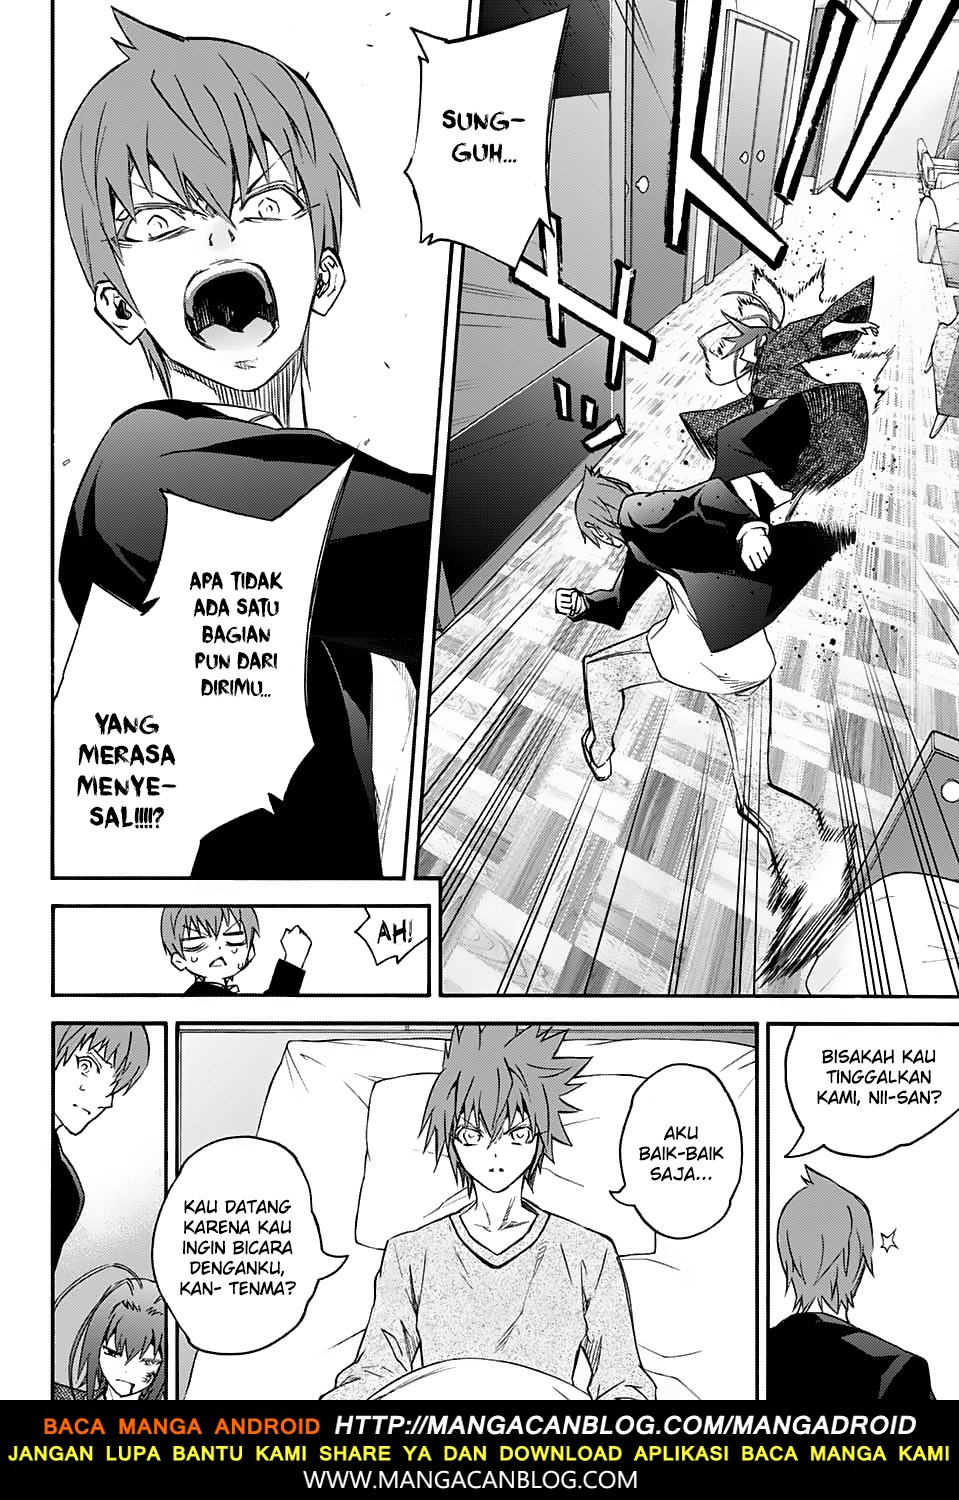 SUNG-
GUH...
APA TIDAK
ADA SATU
BAGIAN
PUN DARI
DIRIMU...
YANG
MERASA
MENYE-
SAL!!!!!?
AH!
BISAKAH KAU
TINGGALKAN
KAMI, NII-SAN?
AKU
BAIK-BAIK
SAJA...
KAU DATANG
KARENA KAU
INGIN BICARA
DENGANKU,
KAN- TENMA?
BACA MANGA ANDROID HTTP://MANGACANBLOG.COM/MANGADROID
JANGAN LUPA BANTU KAMI SHARE YA DAN DOWNLOAD APLIKASI BACA MANGA KAMI
WWW.MANGACANBLOG.COM